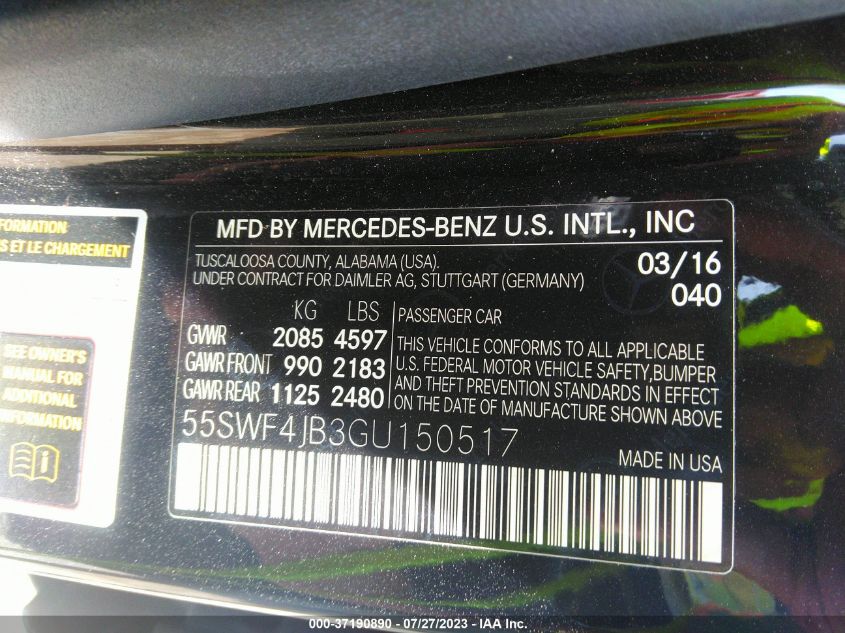 FORMATION
S ET LE CHARGEMENT
SEE OWNER'S
MANUAL FOR
ADDITIONAL
INFORMATION
MFD BY MERCEDES-BENZ U.S. INTL., INC
TUSCALOOSA COUNTY, ALABAMA (USA).
UNDER CONTRACT FOR DAIMLER AG, STUTTGART (GERMANY)
03/16
040
KG LBS
GVWR 2085 4597
GAWR FRONT 990 2183
GAWR REAR 1125 2480
PASSENGER CAR
THIS VEHICLE CONFORMS TO ALL APPLICABLE
U.S. FEDERAL MOTOR VEHICLE SAFETY,BUMPER
AND THEFT PREVENTION STANDARDS IN EFFECT
ON THE DATE OF MANUFACTURE SHOWN ABOVE
55SWF4JB3GU150517
MADE IN USA
000-37190890 - 07/27/2023 - IAA Inc.